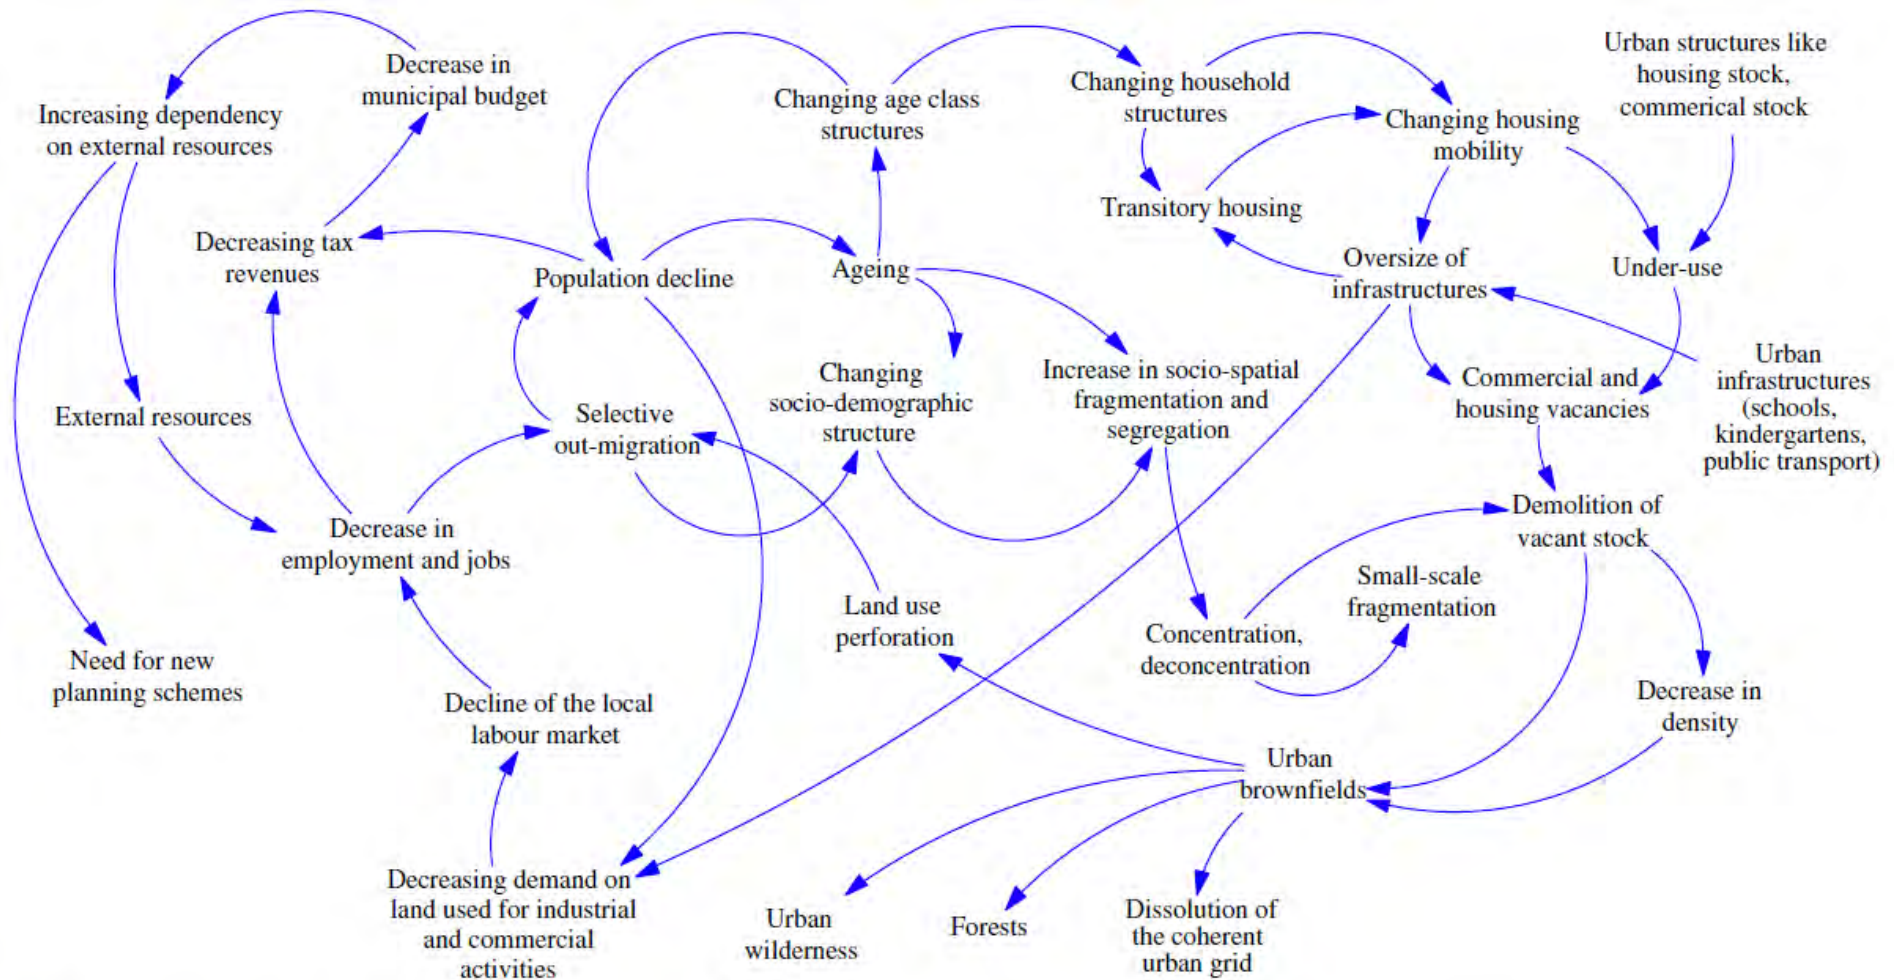 Decrease in
municipal budget
Increasing dependency
on external resources
Changing age class
structures
Changing household
structures
Urban structures like
housing stock,
commerical stock
Changing housing
mobility
Transitory housing
Decreasing tax
revenues
Population decline
Ageing
Oversize of
infrastructures
Under-use
External resources
Selective
out-migration
Changing
socio-demographic
structure
Increase in socio-spatial
fragmentation and
segregation
Commercial and
housing vacancies
Urban
infrastructures
(schools,
kindergartens,
public transport)
Decrease in
employment and jobs
Demolition of
vacant stock
Small-scale
fragmentation
Land use
perforation
Concentration,
deconcentration
Need for new
planning schemes
Decline of the local
labour market
Decrease in
density
Urban
brownfields
Decreasing demand on
land used for industrial
and commercial
activities
Urban
wilderness
Forests
Dissolution of
the coherent
urban grid